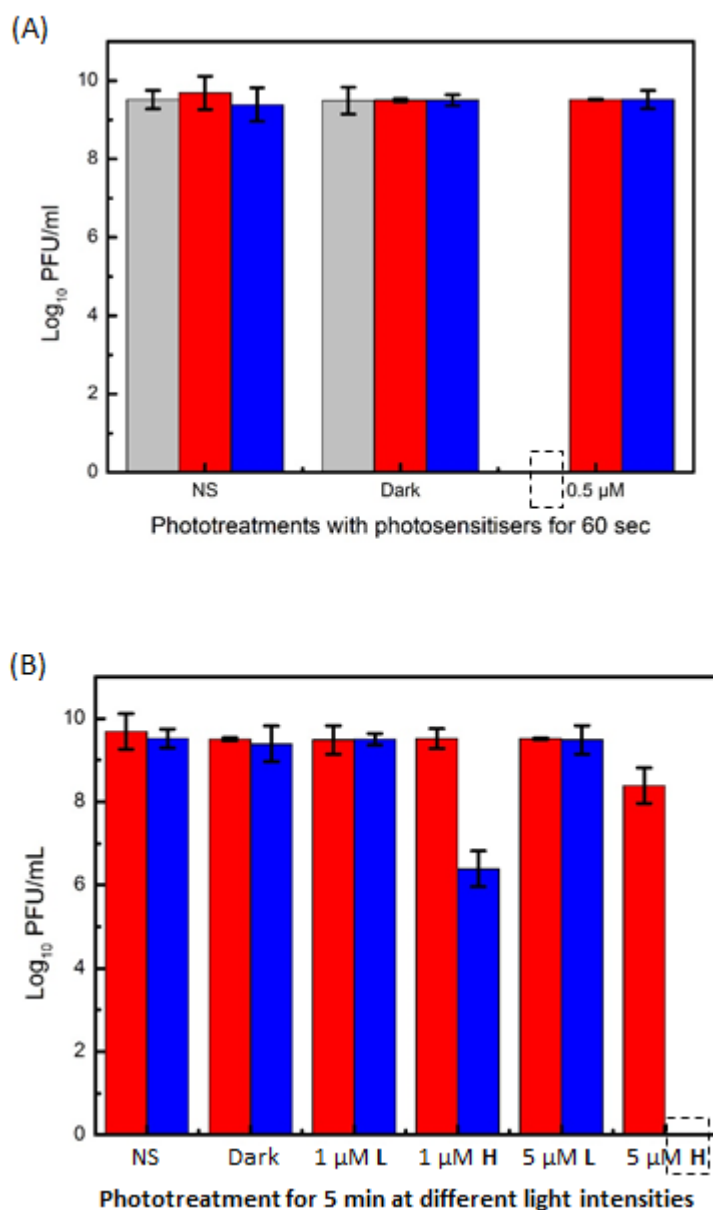 (A)
10
8
6
4
2
0
Log10 PFU/ml
NS Dark 0.5 µM
Phototreatments with photosensitisers for 60 sec
(B)
10
8
6
4
2
0
Log10 PFU/mL
NS Dark 1 µM L 1 µM H 5 µM L 5 µM H
Phototreatment for 5 min at different light intensities